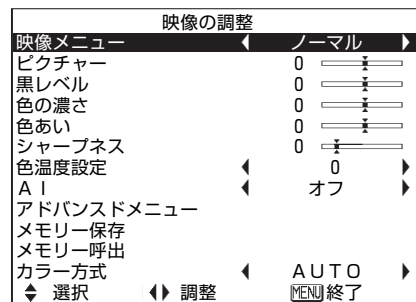 映像の調整
映像メニュー ノーマル
ピクチャー 0
黒レベル 0
色の濃さ 0
色あい 0
シャープネス 0
色温度設定 0
AI オフ
アドバンスドメニュー
メモリー保存
メモリー呼出
カラー方式 AUTO
選択 調整 MENU 終了